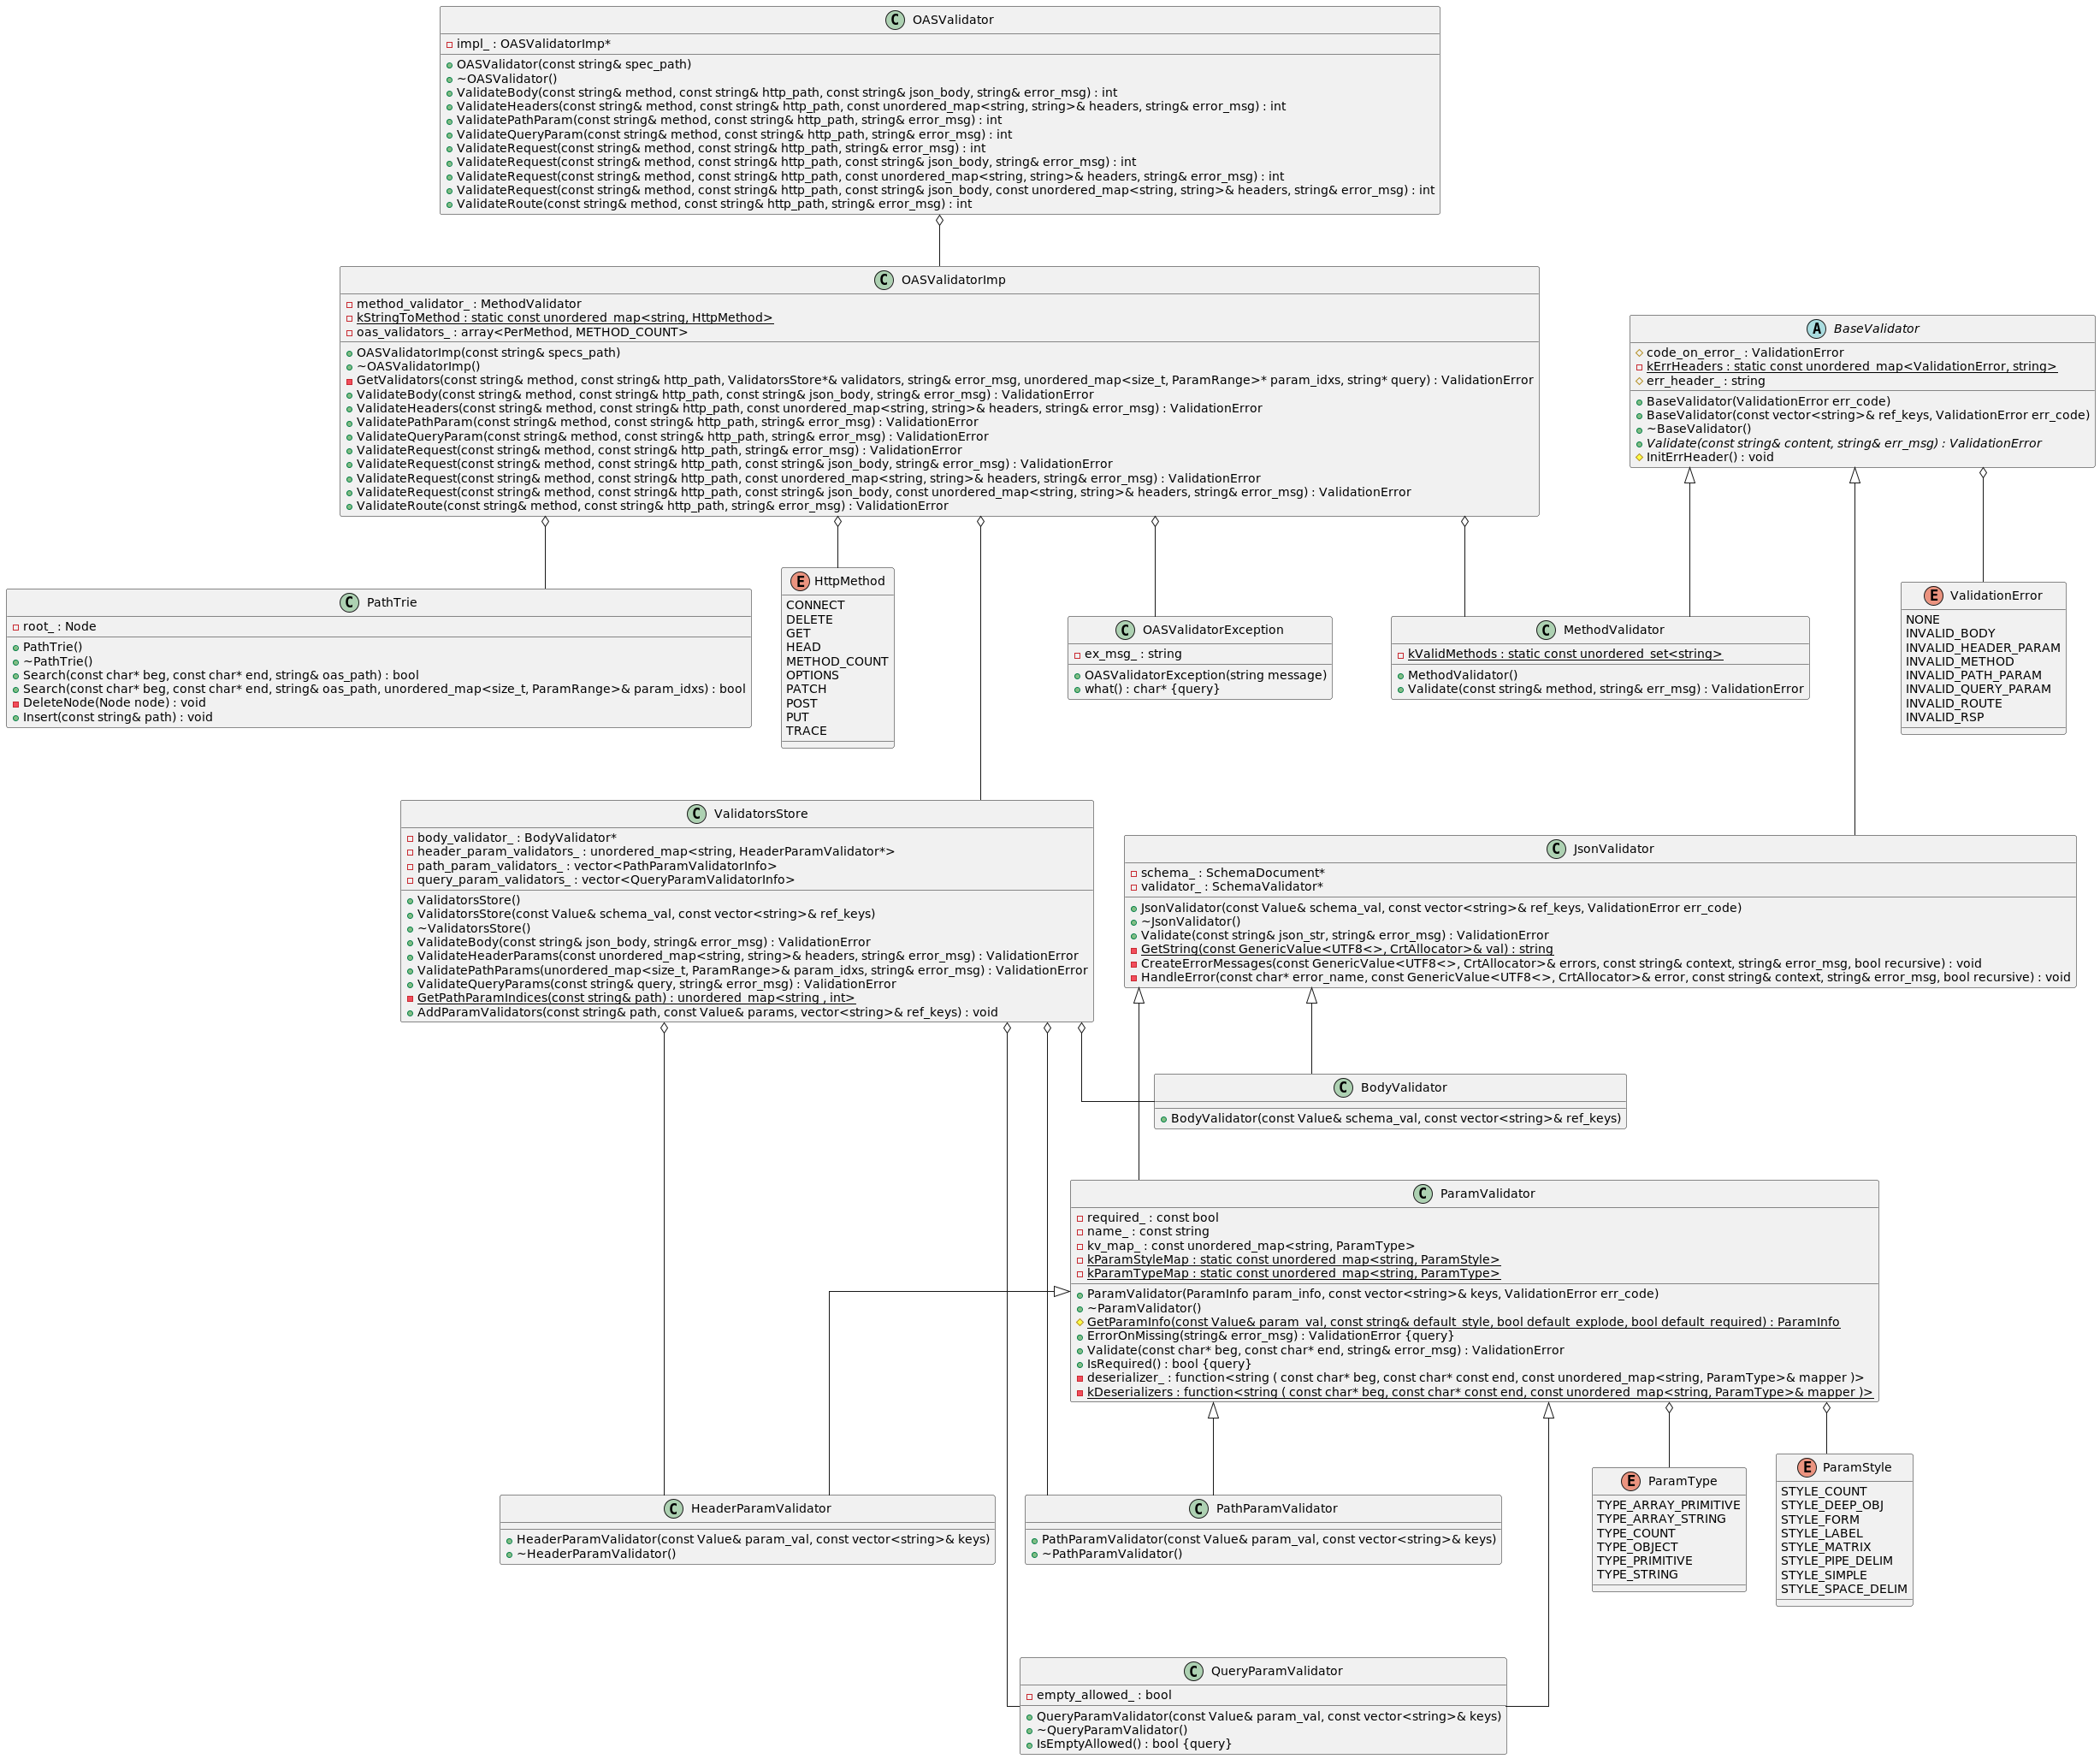 OASValidator
impl_ : OASValidatorImp*
OASValidator(const string& spec_path)
~OASValidator()
ValidateBody(const string& method, const string& http_path, const string& json_body, string& error_msg) : int
ValidateHeaders(const string& method, const string& http_path, const unordered_map<string, string>& headers, string& error_msg) : int
ValidatePathParam(const string& method, const string& http_path, string& error_msg) : int
ValidateQueryParam(const string& method, const string& http_path, string& error_msg) : int
ValidateRequest(const string& method, const string& http_path, string& error_msg) : int
ValidateRequest(const string& method, const string& http_path, const string& json_body, string& error_msg) : int
ValidateRequest(const string& method, const string& http_path, const unordered_map<string, string>& headers, string& error_msg) : int
ValidateRequest(const string& method, const string& http_path, const string& json_body, const unordered_map<string, string>& headers, string& error_msg) : int
ValidateRoute(const string& method, const string& http_path, string& error_msg) : int
OASValidatorImp
method_validator_ : MethodValidator
kStringToMethod : static const unordered_map<string, HttpMethod>
oas_validators_ : array<PerMethod, METHOD_COUNT>
OASValidatorImp(const string& specs_path)
~OASValidatorImp()
GetValidators(const string& method, const string& http_path, ValidatorsStore*& validators, string& error_msg, unordered_map<size_t, ParamRange>* param_idxs, string* query) : ValidationError
ValidateBody(const string& method, const string& http_path, const string& json_body, string& error_msg) : ValidationError
ValidateHeaders(const string& method, const string& http_path, const unordered_map<string, string>& headers, string& error_msg) : ValidationError
ValidatePathParam(const string& method, const string& http_path, string& error_msg) : ValidationError
ValidateQueryParam(const string& method, const string& http_path, string& error_msg) : ValidationError
ValidateRequest(const string& method, const string& http_path, string& error_msg) : ValidationError
ValidateRequest(const string& method, const string& http_path, const string& json_body, string& error_msg) : ValidationError
ValidateRequest(const string& method, const string& http_path, const unordered_map<string, string>& headers, string& error_msg) : ValidationError
ValidateRequest(const string& method, const string& http_path, const string& json_body, const unordered_map<string, string>& headers, string& error_msg) : ValidationError
ValidateRoute(const string& method, const string& http_path, string& error_msg) : ValidationError
BaseValidator
code_on_error_ : ValidationError
kErrHeaders : static const unordered_map<ValidationError, string>
err_header_ : string
BaseValidator(ValidationError err_code)
BaseValidator(const vector<string>& ref_keys, ValidationError err_code)
~BaseValidator()
Validate(const string& content, string& err_msg) : ValidationError
InitErrHeader() : void
PathTrie
root_ : Node
PathTrie()
~PathTrie()
Search(const char* beg, const char* end, string& oas_path) : bool
Search(const char* beg, const char* end, string& oas_path, unordered_map<size_t, ParamRange>& param_idxs) : bool
DeleteNode(Node node) : void
Insert(const string& path) : void
HttpMethod
CONNECT
DELETE
GET
HEAD
METHOD_COUNT
OPTIONS
PATCH
POST
PUT
TRACE
OASValidatorException
ex_msg_ : string
OASValidatorException(string message)
what() : char* {query}
MethodValidator
kValidMethods : static const unordered_set<string>
MethodValidator()
Validate(const string& method, string& err_msg) : ValidationError
ValidationError
NONE
INVALID_BODY
INVALID_HEADER_PARAM
INVALID_METHOD
INVALID_PATH_PARAM
INVALID_QUERY_PARAM
INVALID_ROUTE
INVALID_RSP
ValidatorsStore
body_validator_ : BodyValidator*
header_param_validators_ : unordered_map<string, HeaderParamValidator*>
path_param_validators_ : vector<PathParamValidatorInfo>
query_param_validators_ : vector<QueryParamValidatorInfo>
ValidatorsStore()
ValidatorsStore(const Value& schema_val, const vector<string>& ref_keys)
~ValidatorsStore()
ValidateBody(const string& json_body, string& error_msg) : ValidationError
ValidateHeaderParams(const unordered_map<string, string>& headers, string& error_msg) : ValidationError
ValidatePathParams(unordered_map<size_t, ParamRange>& param_idxs, string& error_msg) : ValidationError
ValidateQueryParams(const string& query, string& error_msg) : ValidationError
GetPathParamIndices(const string& path) : unordered_map<string , int>
AddParamValidators(const string& path, const Value& params, vector<string>& ref_keys) : void
JsonValidator
schema_ : SchemaDocument*
validator_ : SchemaValidator*
JsonValidator(const Value& schema_val, const vector<string>& ref_keys, ValidationError err_code)
~JsonValidator()
Validate(const string& json_str, string& error_msg) : ValidationError
GetString(const GenericValue<UTF8<>, CrtAllocator>& val) : string
CreateErrorMessages(const GenericValue<UTF8<>, CrtAllocator>& errors, const string& context, string& error_msg, bool recursive) : void
HandleError(const char* error_name, const GenericValue<UTF8<>, CrtAllocator>& error, const string& context, string& error_msg, bool recursive) : void
BodyValidator
BodyValidator(const Value& schema_val, const vector<string>& ref_keys)
ParamValidator
required_ : const bool
name_ : const string
kv_map_ : const unordered_map<string, ParamType>
kParamStyleMap : static const unordered_map<string, ParamStyle>
kParamTypeMap : static const unordered_map<string, ParamType>
ParamValidator(ParamInfo param_info, const vector<string>& keys, ValidationError err_code)
~ParamValidator()
GetParamInfo(const Value& param_val, const string& default_style, bool default_explode, bool default_required) : ParamInfo
ErrorOnMissing(string& error_msg) : ValidationError {query}
Validate(const char* beg, const char* end, string& error_msg) : ValidationError
IsRequired() : bool {query}
deserializer_ : function<string ( const char* beg, const char* const end, const unordered_map<string, ParamType>& mapper )>
kDeserializers : function<string ( const char* beg, const char* const end, const unordered_map<string, ParamType>& mapper )>
HeaderParamValidator
HeaderParamValidator(const Value& param_val, const vector<string>& keys)
~HeaderParamValidator()
PathParamValidator
PathParamValidator(const Value& param_val, const vector<string>& keys)
~PathParamValidator()
ParamType
TYPE_ARRAY_PRIMITIVE
TYPE_ARRAY_STRING
TYPE_COUNT
TYPE_OBJECT
TYPE_PRIMITIVE
TYPE_STRING
ParamStyle
STYLE_COUNT
STYLE_DEEP_OBJ
STYLE_FORM
STYLE_LABEL
STYLE_MATRIX
STYLE_PIPE_DELIM
STYLE_SIMPLE
STYLE_SPACE_DELIM
QueryParamValidator
empty_allowed_ : bool
QueryParamValidator(const Value& param_val, const vector<string>& keys)
~QueryParamValidator()
IsEmptyAllowed() : bool {query}